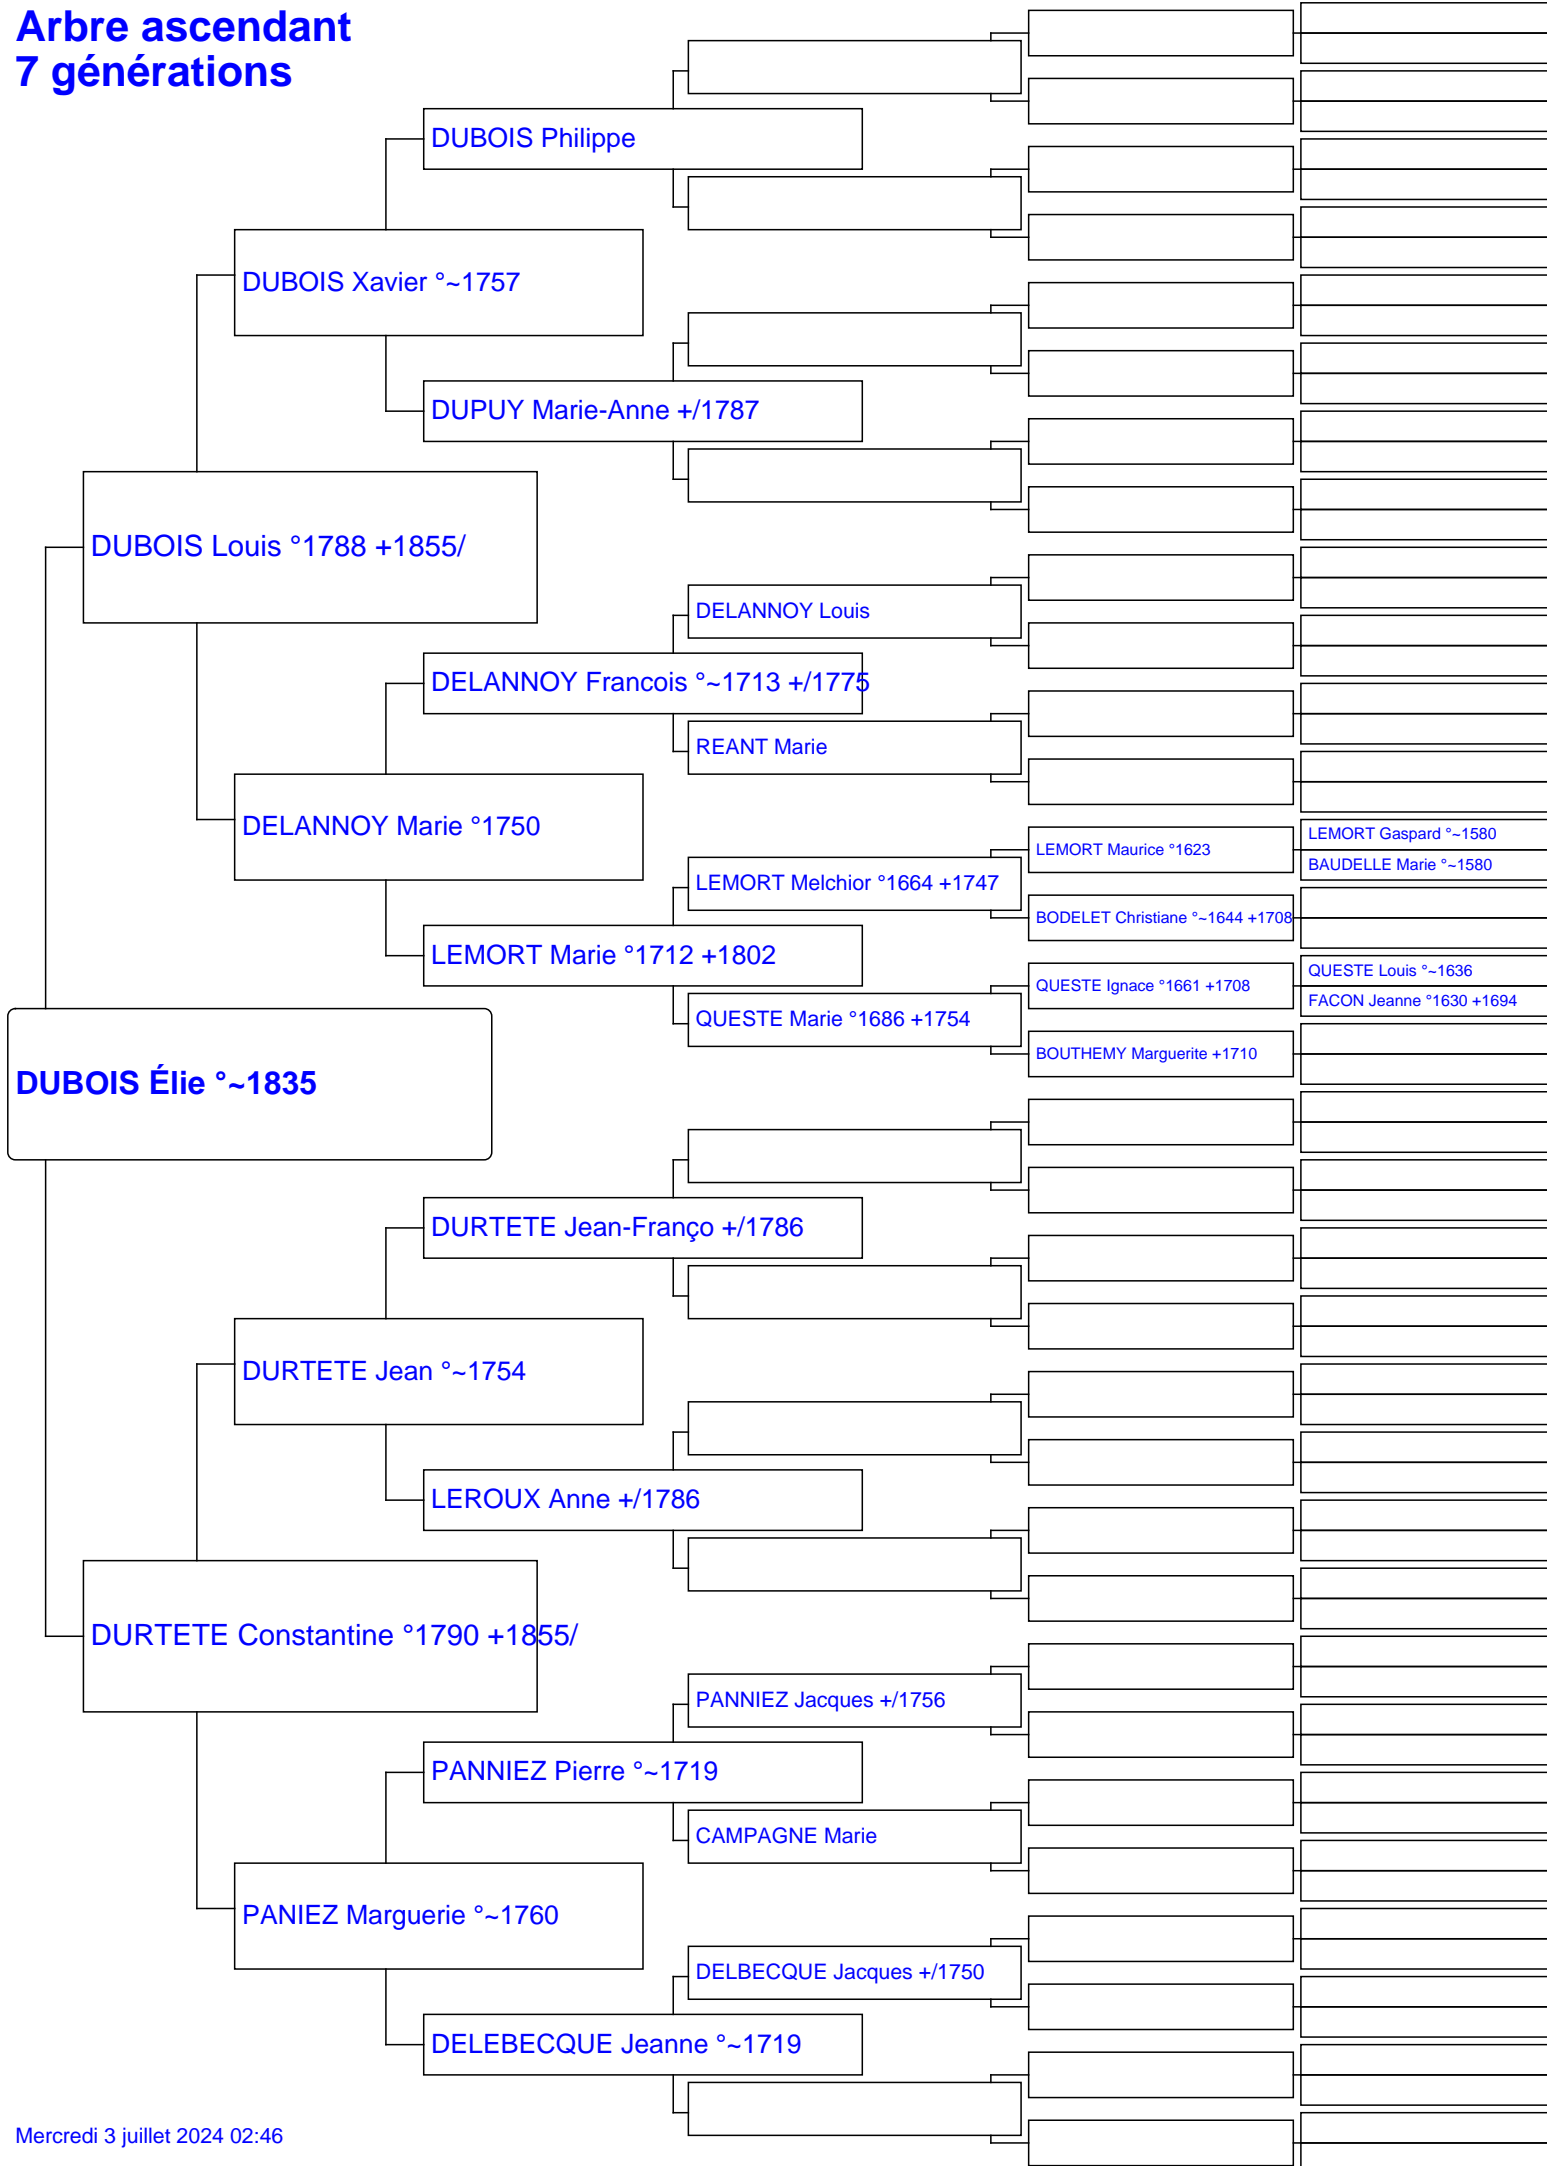 Arbre ascendant
7 générations
DUBOIS Philippe
DUBOIS Xavier °~1757
DUPUY Marie-Anne +/1787
DUBOIS Louis °1788 +1855/
DELANNOY Louis
DELANNOY Francois °~1713 +/1775
REANT Marie
DELANNOY Marie °1750
LEMORT Gaspard °~1580
LEMORT Maurice °1623
BAUDELLE Marie °~1580
LEMORT Melchior °1664 +1747
BODELET Christiane °~1644 +1708
LEMORT Marie °1712 +1802
QUESTE Louis °~1636
QUESTE Ignace °1661 +1708
FACON Jeanne °1630 +1694
QUESTE Marie °1686 +1754
BOUTHEMY Marguerite +1710
DUBOIS Élie °~1835
DURTETE Jean-Franço +/1786
DURTETE Jean °~1754
LEROUX Anne +/1786
DURTETE Constantine °1790 +1855/
PANNIEZ Jacques +/1756
PANNIEZ Pierre °~1719
CAMPAGNE Marie
PANIEZ Marguerie °~1760
DELBECQUE Jacques +/1750
DELEBECQUE Jeanne °~1719
Mercredi 3 juillet 2024 02:46